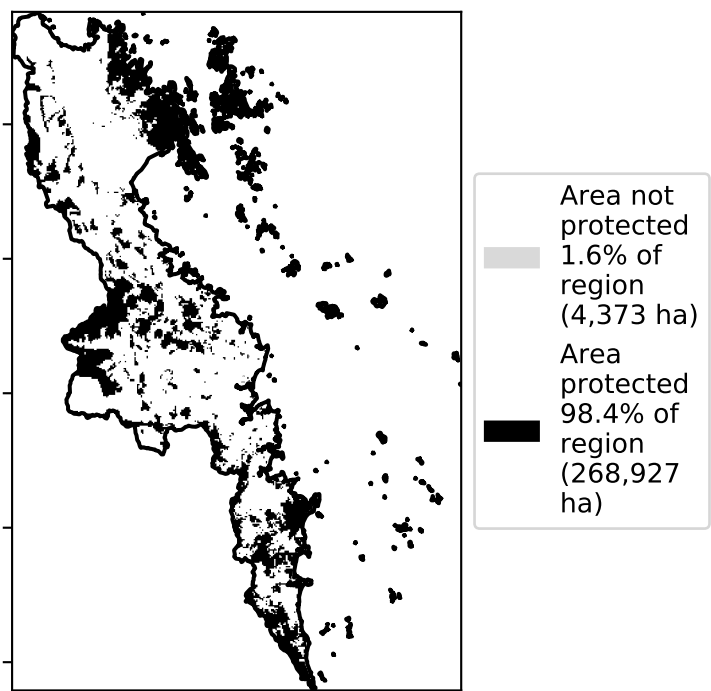 Area not
protected
1.6% of
region
(4,373 ha)
Area
protected
98.4% of
region
(268,927
ha)